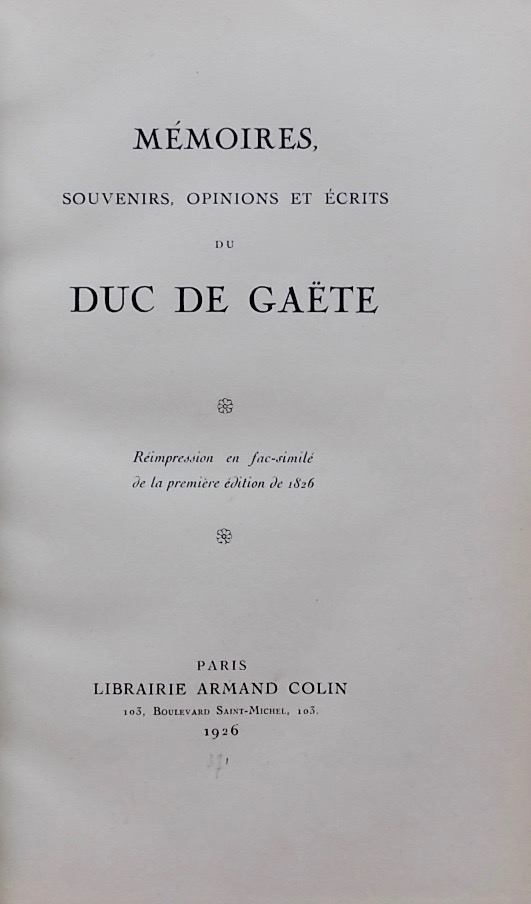 MÉMOIRES,
SOUVENIRS, OPINIONS ET ÉCRITS
DU
DUC DE GAËTE
Réimpression en fac-similé
de la première édition de 1826
PARIS
LIBRAIRIE ARMAND COLIN
103, Boulevard Saint-Michel, 103.
1926